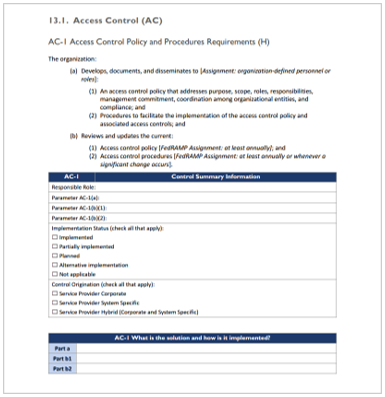 13.1. Access Control (AC)
AC-1 Access Control Policy and Procedures Requirements (H)
The organization:
(a) Develops, documents, and disseminates to [Assignment: organization-defined personnel or
roles]:
(1) An access control policy that addresses purpose, scope, roles, responsibilities,
management commitment, coordination among organizational entities, and
compliance; and
(2) Procedures to facilitate the implementation of the access control policy and
associated access controls; and
(b) Reviews and updates the current:
(1) Access control policy [FedRAMP Assignment: at least annually]; and
(2) Access control procedures [FedRAMP Assignment: at least annually or whenever a
significant change occurs].
AC-1 Control Summary Information
Responsible Role:
Parameter AC-1(a):
Parameter AC-1(b)(1):
Parameter AC-1(b)(2):
Implementation Status (check all that apply):
☐ Implemented
☐ Partially implemented
☐ Planned
☐ Alternative implementation
☐ Not applicable
Control Origination (check all that apply):
☐ Service Provider Corporate
☐ Service Provider System Specific
☐ Service Provider Hybrid (Corporate and System Specific)
AC-1 What is the solution and how is it implemented?
Part a
Part b1
Part b2